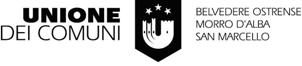 UNIONE
DEI COMUNI
BELVEDERE OSTRENSE
MORRO D'ALBA
SAN MARCELLO